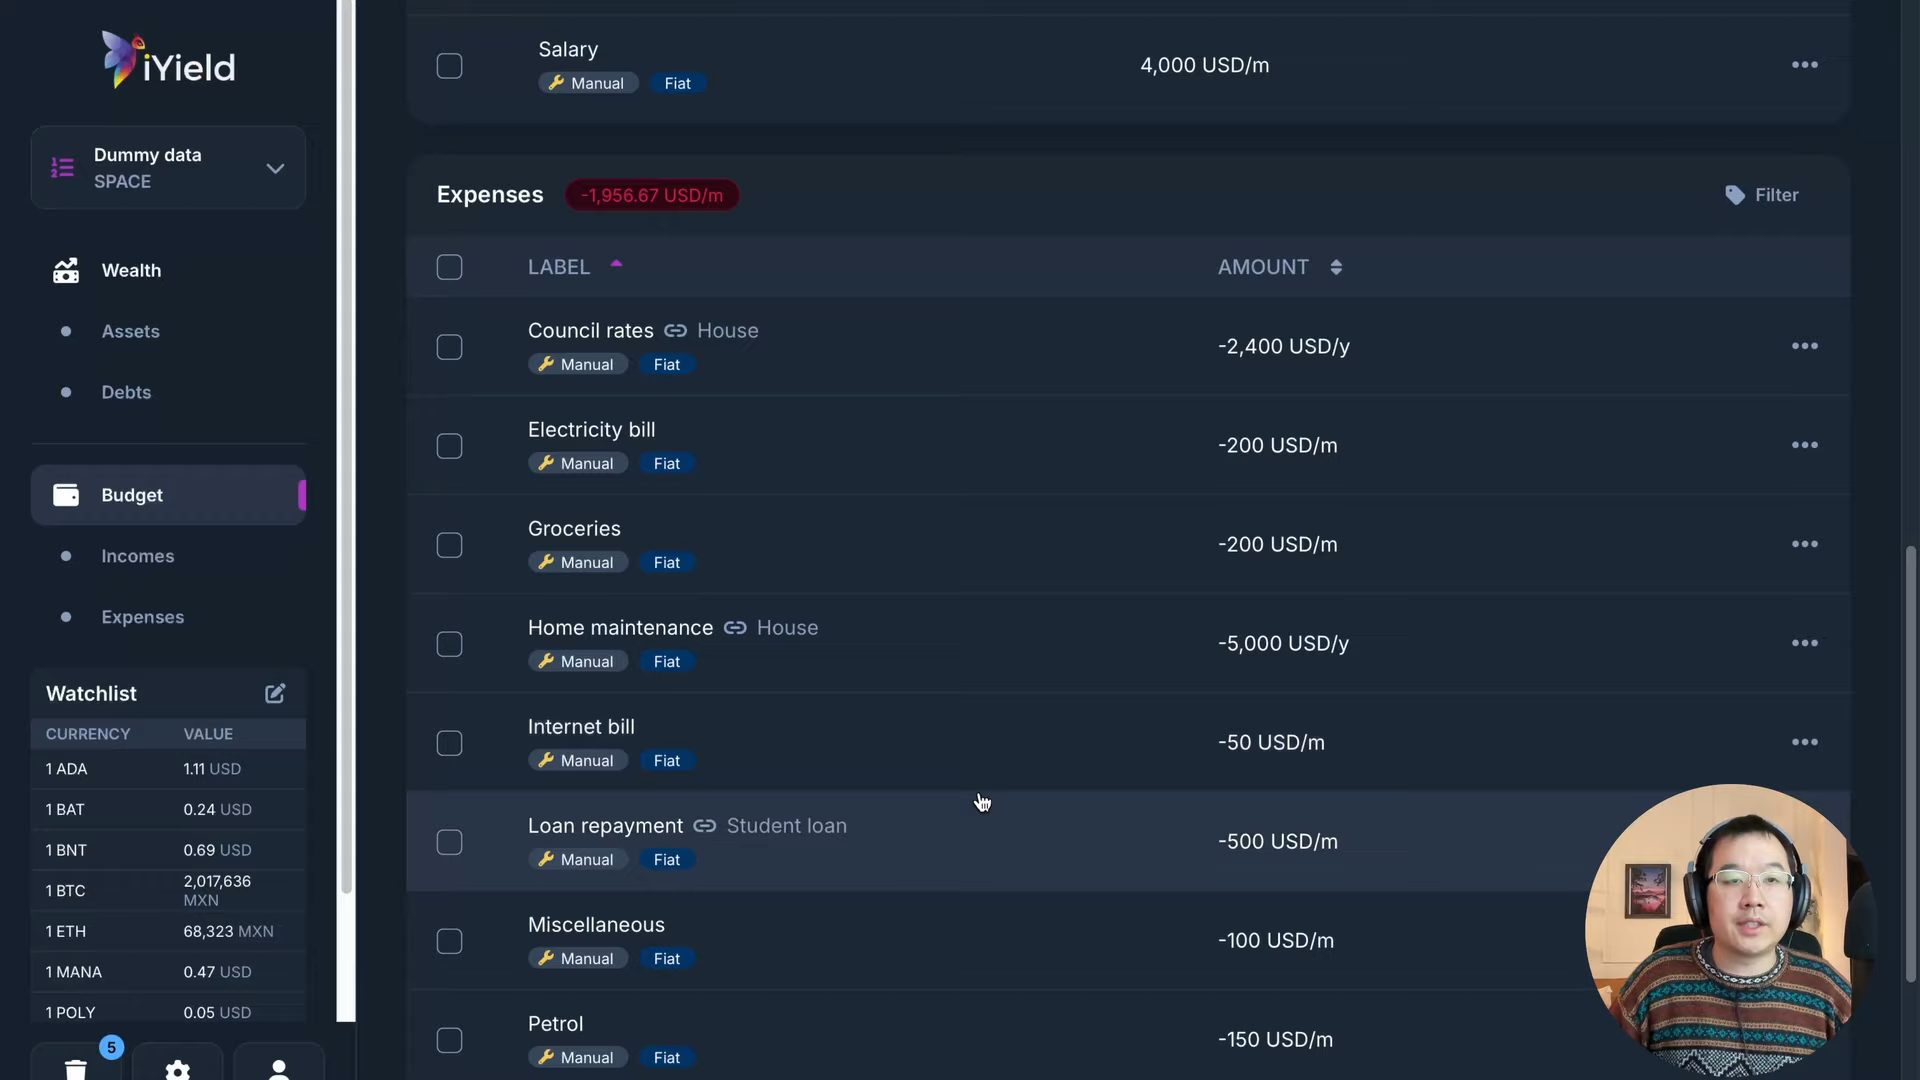 iYield
Dummy data
SPACE
Wealth
Assets
Debts
Budget
Incomes
Expenses
Watchlist
CURRENCY VALUE
1 ADA 1.11 USD
1 BAT 0.24 USD
1 BNT 0.69 USD
1 BTC 2,017,636
MXN
1 ETH 68,323 MXN
1 MANA 0.47 USD
1 POLY 0.05 USD
5
Salary
Manual Fiat
4,000 USD/m
Expenses -1,956.67 USD/m Filter
LABEL AMOUNT
Council rates House
Manual Fiat
-2,400 USD/y
Electricity bill
Manual Fiat
-200 USD/m
Groceries
Manual Fiat
-200 USD/m
Home maintenance House
Manual Fiat
-5,000 USD/y
Internet bill
Manual Fiat
-50 USD/m
Loan repayment Student loan
Manual Fiat
-500 USD/m
Miscellaneous
Manual Fiat
-100 USD/m
Petrol
Manual Fiat
-150 USD/m